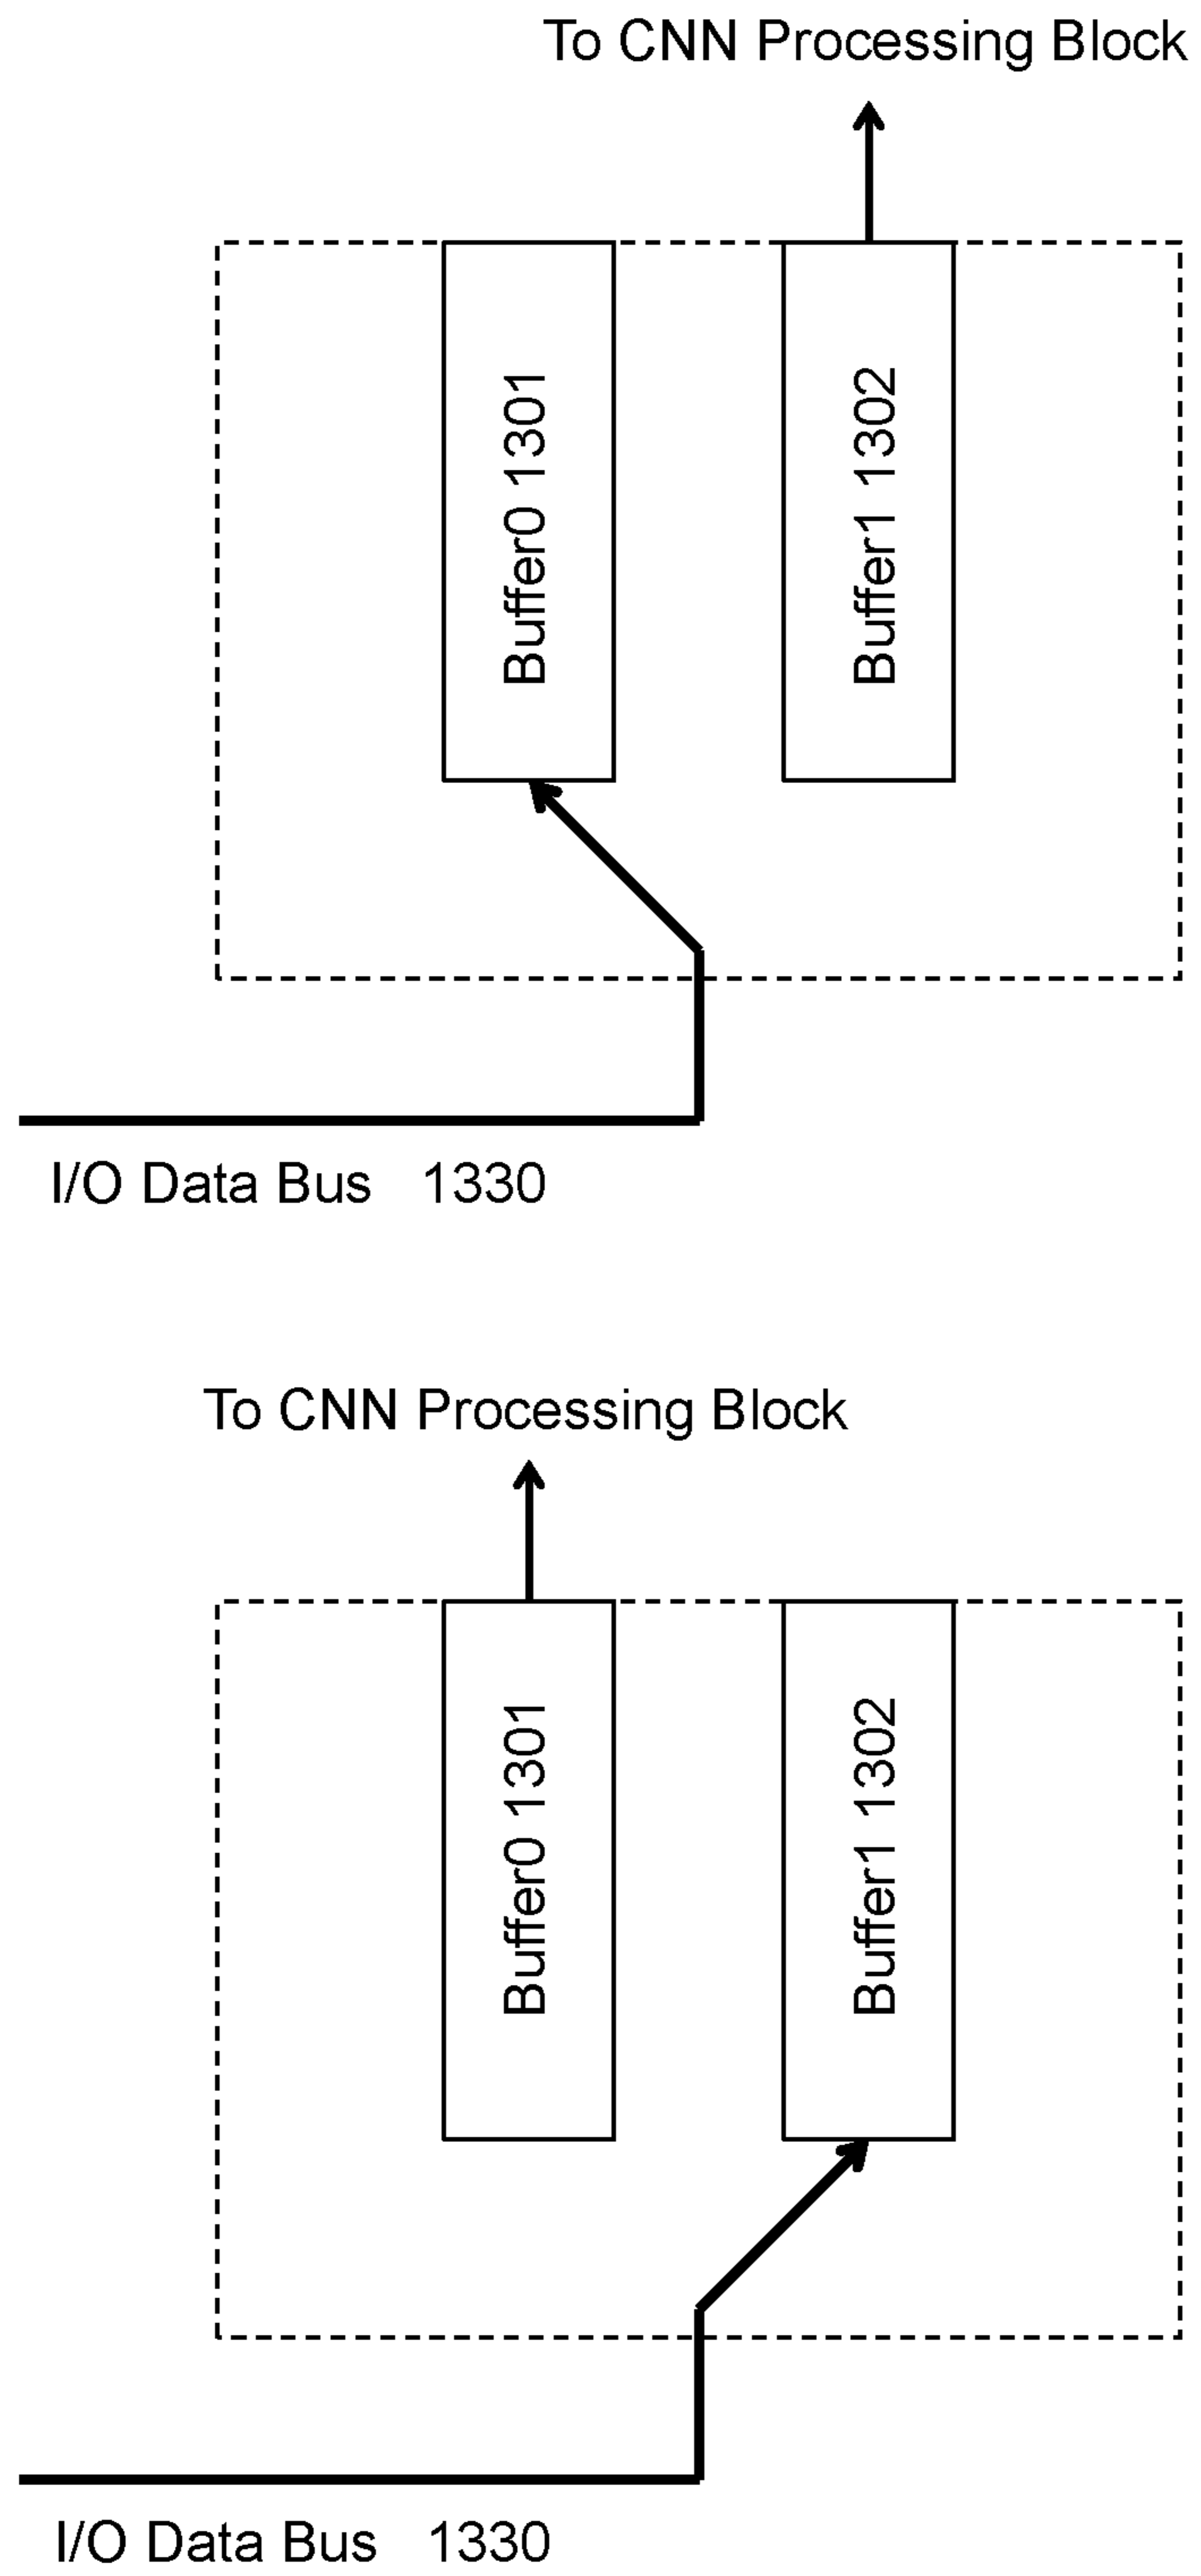 To CNN Processing Block
Buffer0 1301
Buffer1 1302
I/O Data Bus 1330
To CNN Processing Block
Buffer0 1301
Buffer1 1302
I/O Data Bus 1330